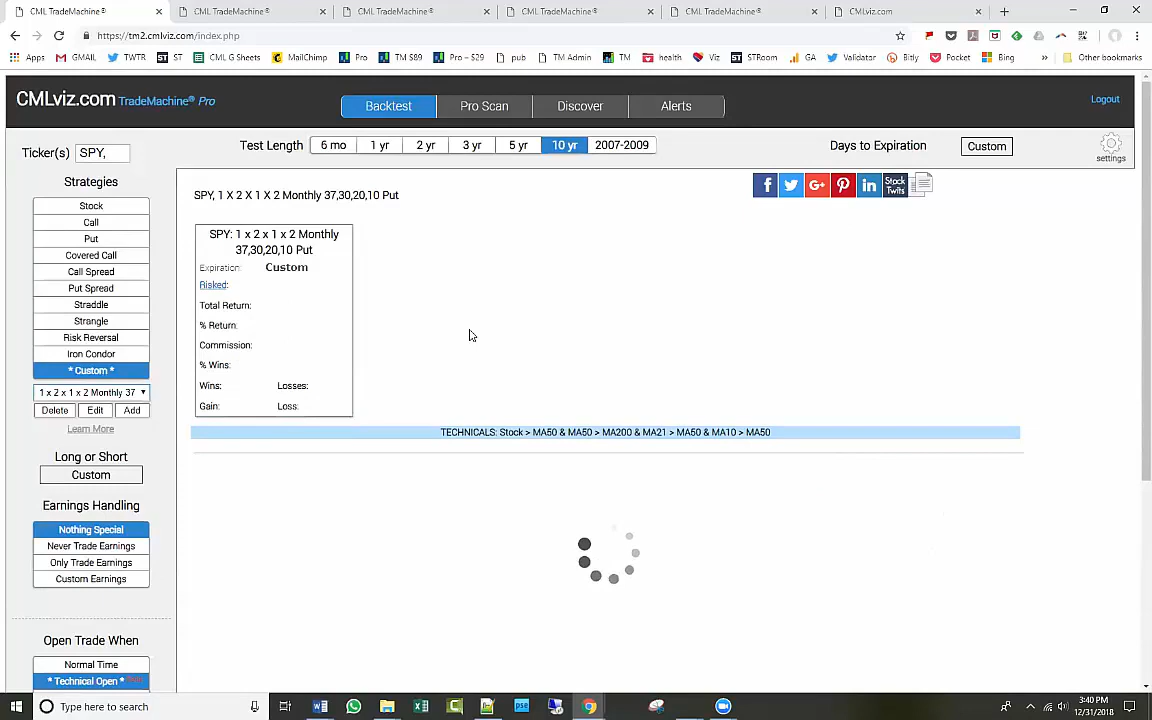 CML TradeMachine®
CML TradeMachine®
CML TradeMachine®
CML TradeMachine®
CML TradeMachine®
CMLviz.com
https://tm2.cmlviz.com/index.php
Apps
GMAIL
TWTR
ST
CML G Sheets
MailChimp
Pro
TM $89
Pro - $29
pub
TM Admin
TM
health
Viz
STRoom
GA
Validator
Bitly
Pocket
Bing
»
Other bookmarks
CMLviz.com TradeMachine® Pro
Backtest
Pro Scan
Discover
Alerts
Logout
Ticker(s) SPY,
Test Length
6 mo
1 yr
2 yr
3 yr
5 yr
10 yr
2007-2009
Days to Expiration
Custom
settings
Strategies
Stock
Call
Put
Covered Call
Call Spread
Put Spread
Straddle
Strangle
Risk Reversal
Iron Condor
* Custom *
1 x 2 x 1 x 2 Monthly 37
Delete
Edit
Add
Learn More
Long or Short
Custom
Earnings Handling
Nothing Special
Never Trade Earnings
Only Trade Earnings
Custom Earnings
Open Trade When
Normal Time
* Technical Open *
SPY, 1 X 2 X 1 X 2 Monthly 37,30,20,10 Put
Stock Twits
SPY: 1 x 2 x 1 x 2 Monthly
37,30,20,10 Put
Expiration: Custom
Risked:
Total Return:
% Return:
Commission:
% Wins:
Wins: Losses:
Gain: Loss:
TECHNICALS: Stock > MA50 & MA50 > MA200 & MA21 > MA50 & MA10 > MA50
Type here to search
3:40 PM
12/31/2018